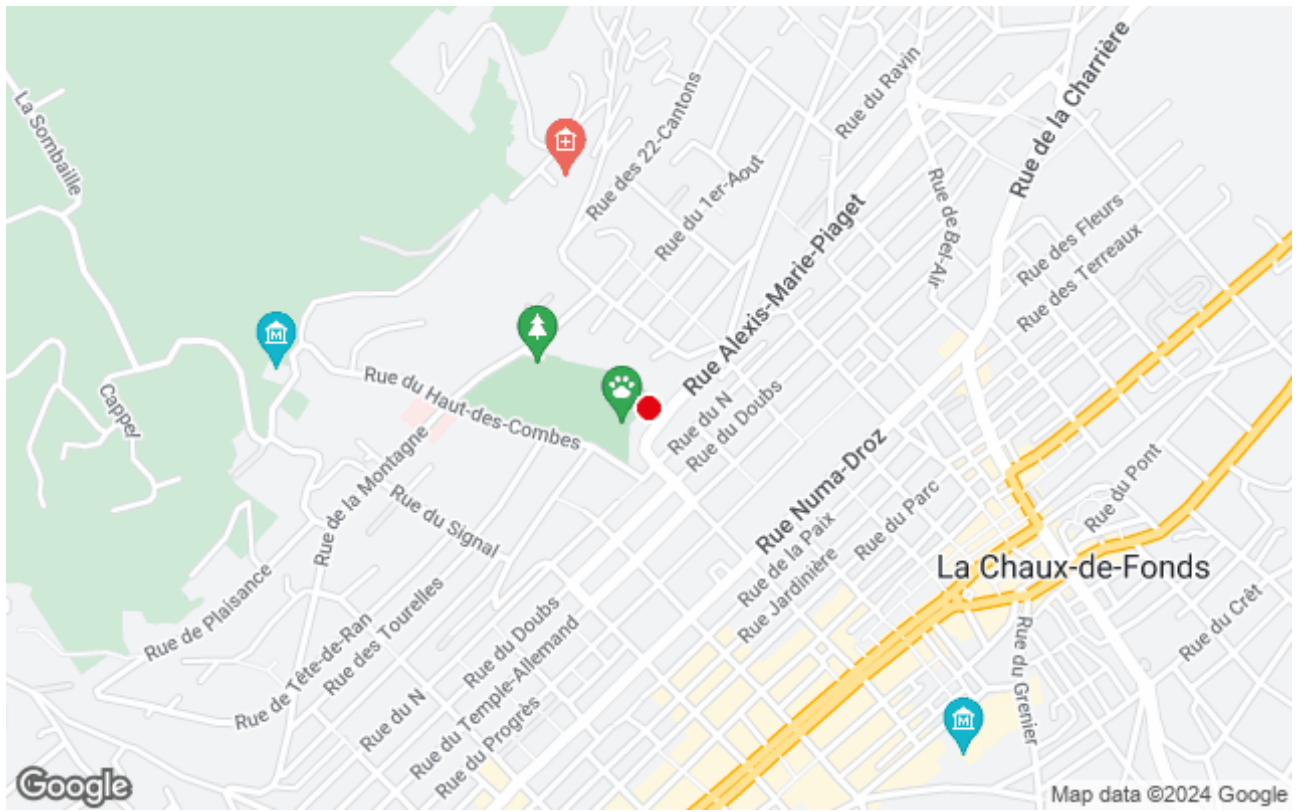 La Sombaille
Rue des 22-Cantons
Rue du Ravin
Rue de la Charrière
Rue du 1er-Aout
Rue de Bel-Air
Rue des Fleurs
Rue des Terreaux
Rue Alexis-Marie-Piaget
Rue du Haut-des-Combes
Cappel
Rue du N
Rue du Doubs
Rue Numa-Droz
Rue de la Montagne
Rue du Signal
Rue du Parc
Rue du Pont
Rue de la Paix
Rue Jardinière
La Chaux-de-Fonds
Rue de Plaisance
Rue de Tête-de-Ran
Rue des Tourelles
Rue du Doubs
Rue du Temple-Allemand
Rue du N
Rue du Progrès
Rue du Crêt
Rue du Grenier
M
M
Google
Map data ©2024 Google